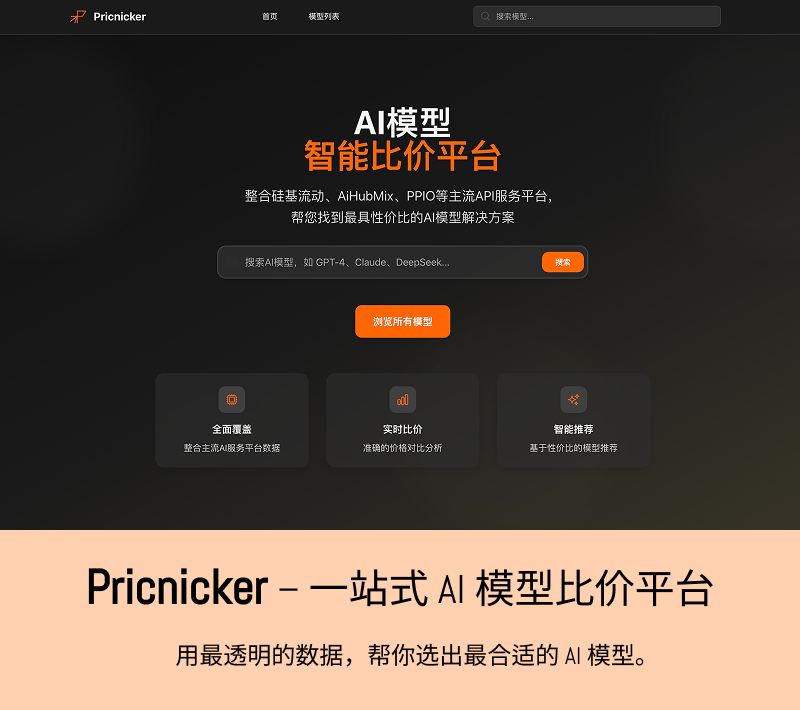 Pricnicker
首页
模型列表
搜索模型...
AI模型
智能比价平台
整合硅基流动、AiHubMix、PPIO等主流API服务平台，
帮您找到最具性价比的AI模型解决方案
搜索AI模型，如 GPT-4、Claude、DeepSeek...
搜索
浏览所有模型
全面覆盖
整合主流AI服务平台数据
实时比价
准确的价格对比分析
智能推荐
基于性价比的模型推荐
Pricnicker – 一站式 AI 模型比价平台
用最透明的数据，帮你选出最合适的 AI 模型。